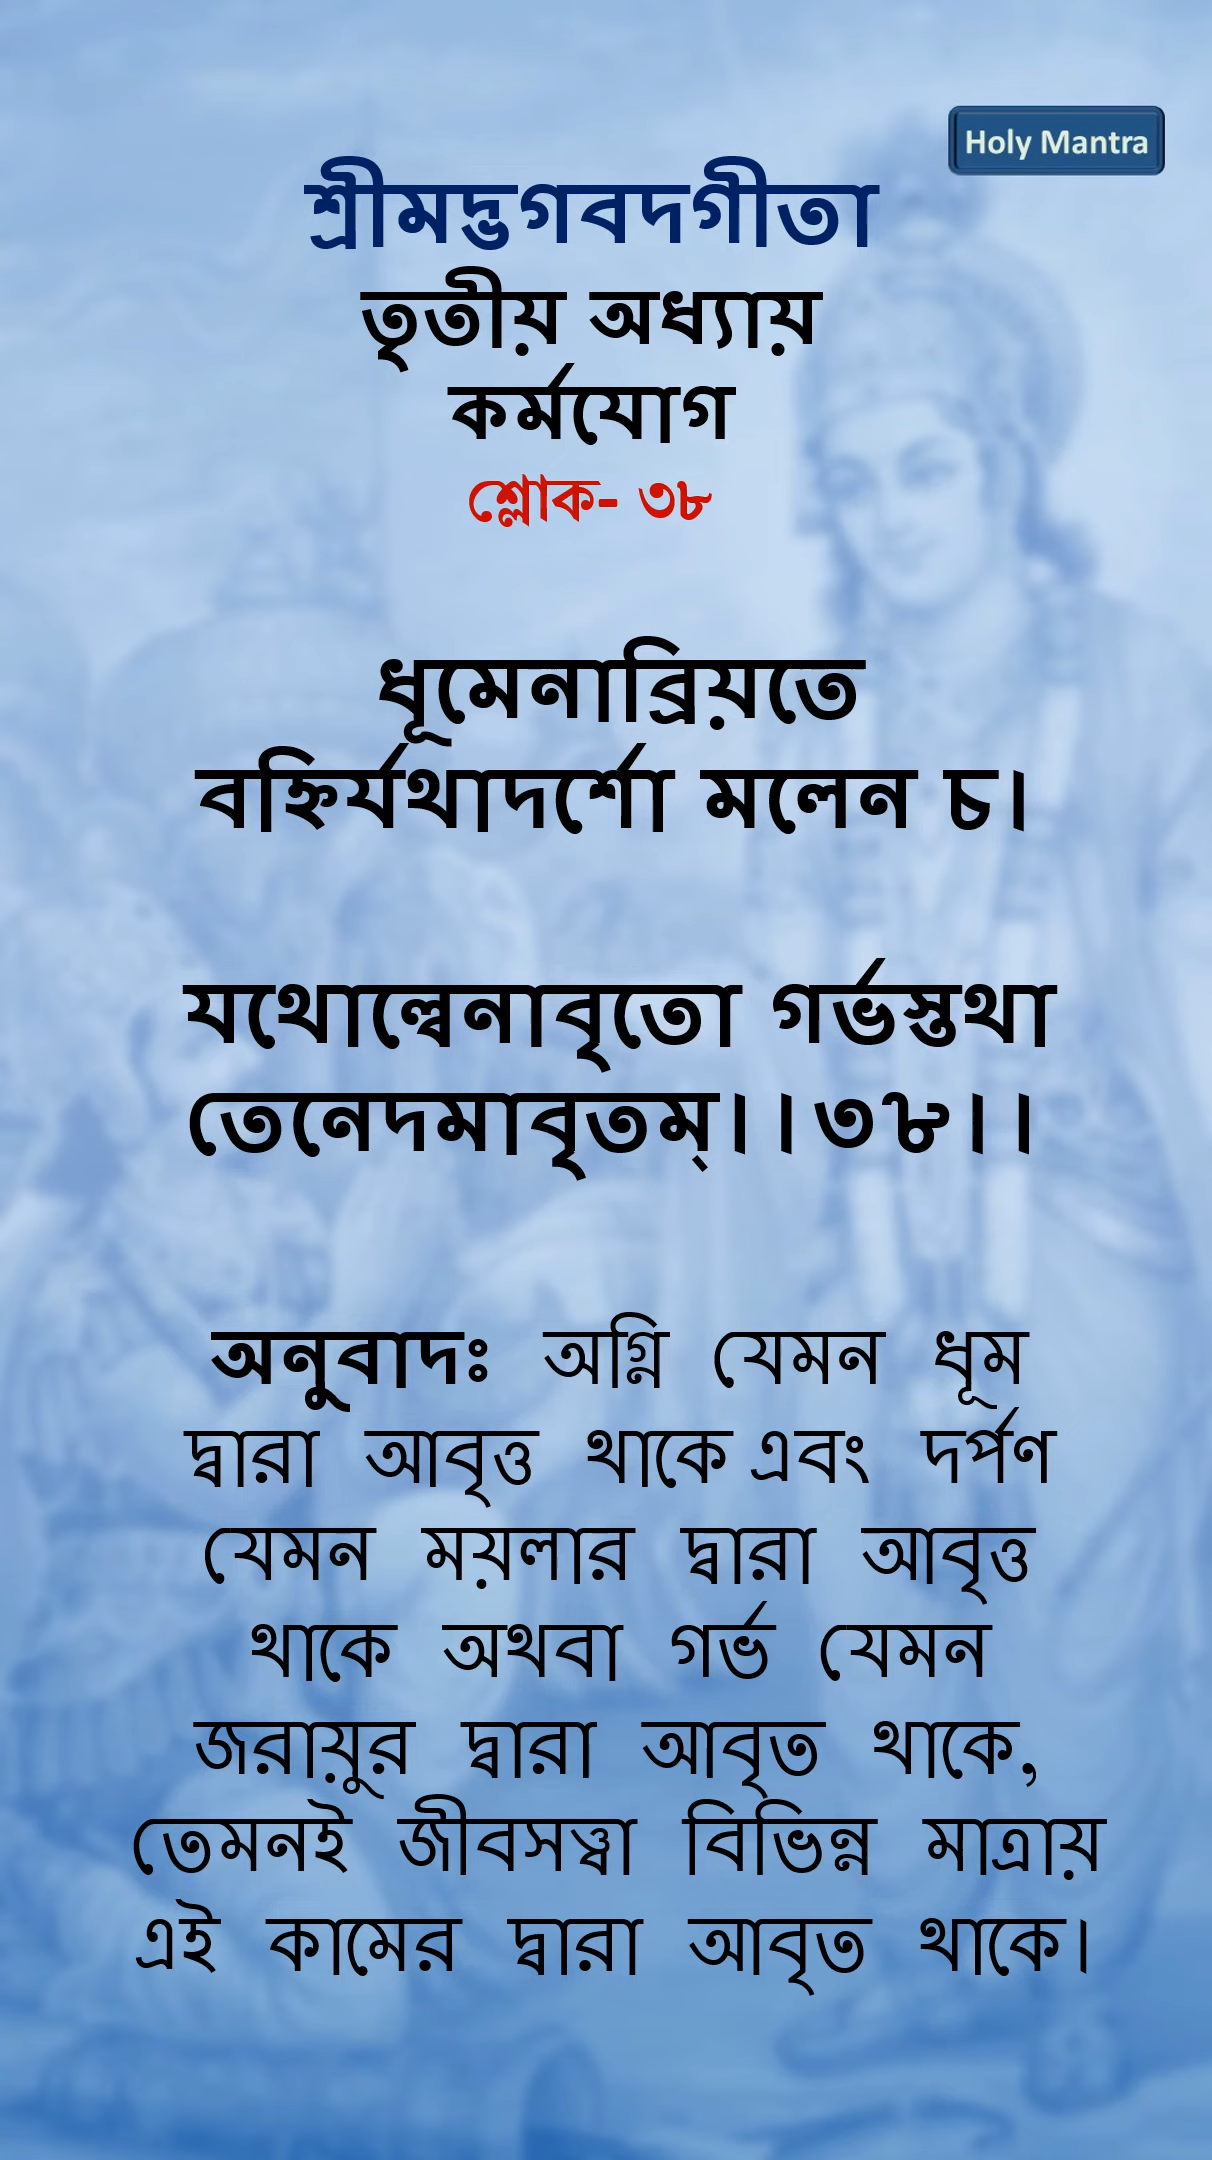 Holy Mantra
শ্রীমদ্ভগবদগীতা
তৃতীয় অধ্যায়
কর্মযোগ
শ্লোক- ৩৮
ধূমেনাব্রিয়তে
বহ্নির্যথাদর্শো মলেন চ।
যথোল্বেনাবৃতো গর্ভস্তথা
তেনেদমাবৃতম্।।৩৮।।
অনুবাদঃ অগ্নি যেমন ধূম
দ্বারা আবৃত্ত থাকে এবং দর্পণ
যেমন ময়লার দ্বারা আবৃত্ত
থাকে অথবা গর্ভ যেমন
জরায়ুর দ্বারা আবৃত থাকে,
তেমনই জীবসত্ত্বা বিভিন্ন মাত্রায়
এই কামের দ্বারা আবৃত থাকে।